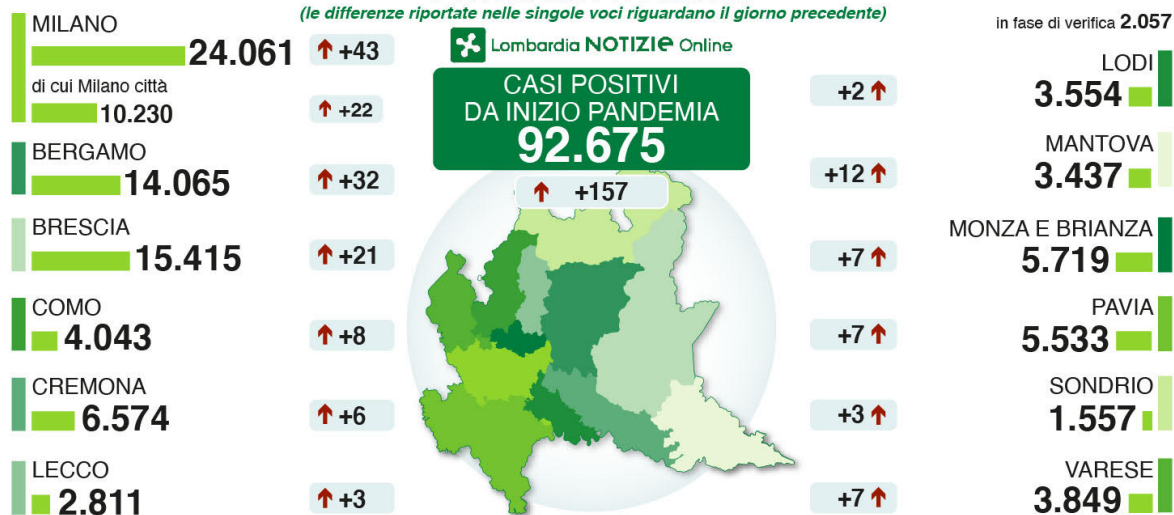 (le differenze riportate nelle singole voci riguardano il giorno precedente)
Lombardia NOTIZIE Online
CASI POSITIVI
DA INIZIO PANDEMIA
92.675
+157
MILANO
24.061
+43
di cui Milano città
10.230
+22
BERGAMO
14.065
+32
BRESCIA
15.415
+21
COMO
4.043
+8
CREMONA
6.574
+6
LECCO
2.811
+3
in fase di verifica 2.057
LODI
+2
3.554
MANTOVA
+12
3.437
MONZA E BRIANZA
+7
5.719
PAVIA
+7
5.533
SONDRIO
+3
1.557
VARESE
+7
3.849